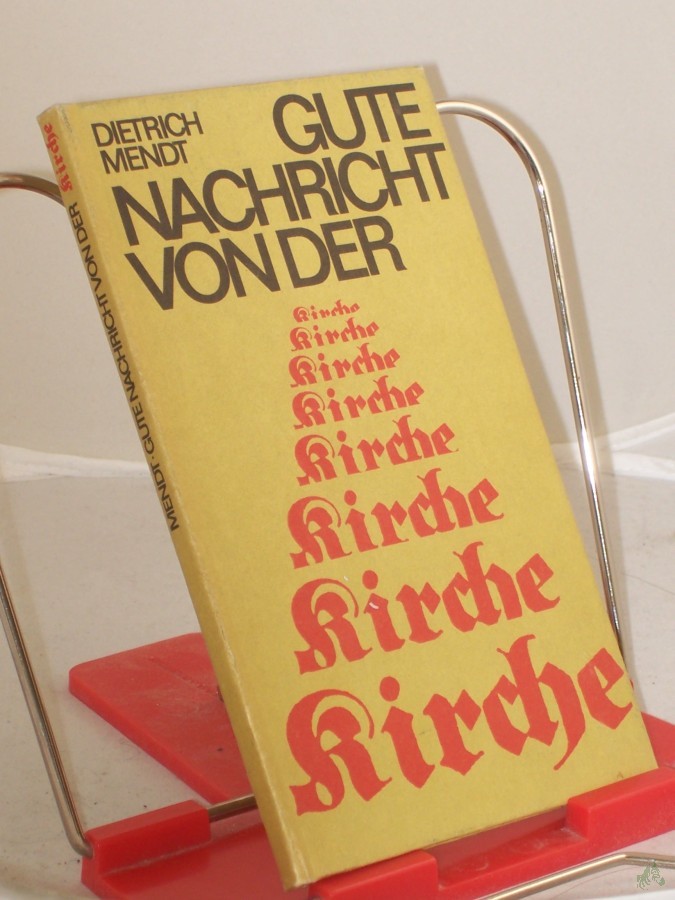 DIETRICH
MENDT
GUTE
NACHRICHT
VON DER
Kirche
Kirche
Kirche
Kirche
Kirche
Kirche
Kirche
Kirche
MENDT · GUTE NACHRICHT VON DER Kirche